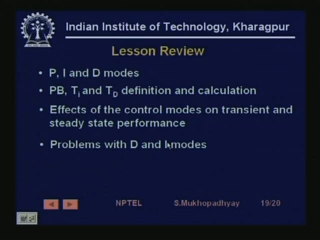 Indian Institute of Technology, Kharagpur
Lesson Review
• P, I and D modes
• PB, TI and TD definition and calculation
• Effects of the control modes on transient and
steady state performance
• Problems with D and I modes
NPTEL S.Mukhopadhyay 19/20